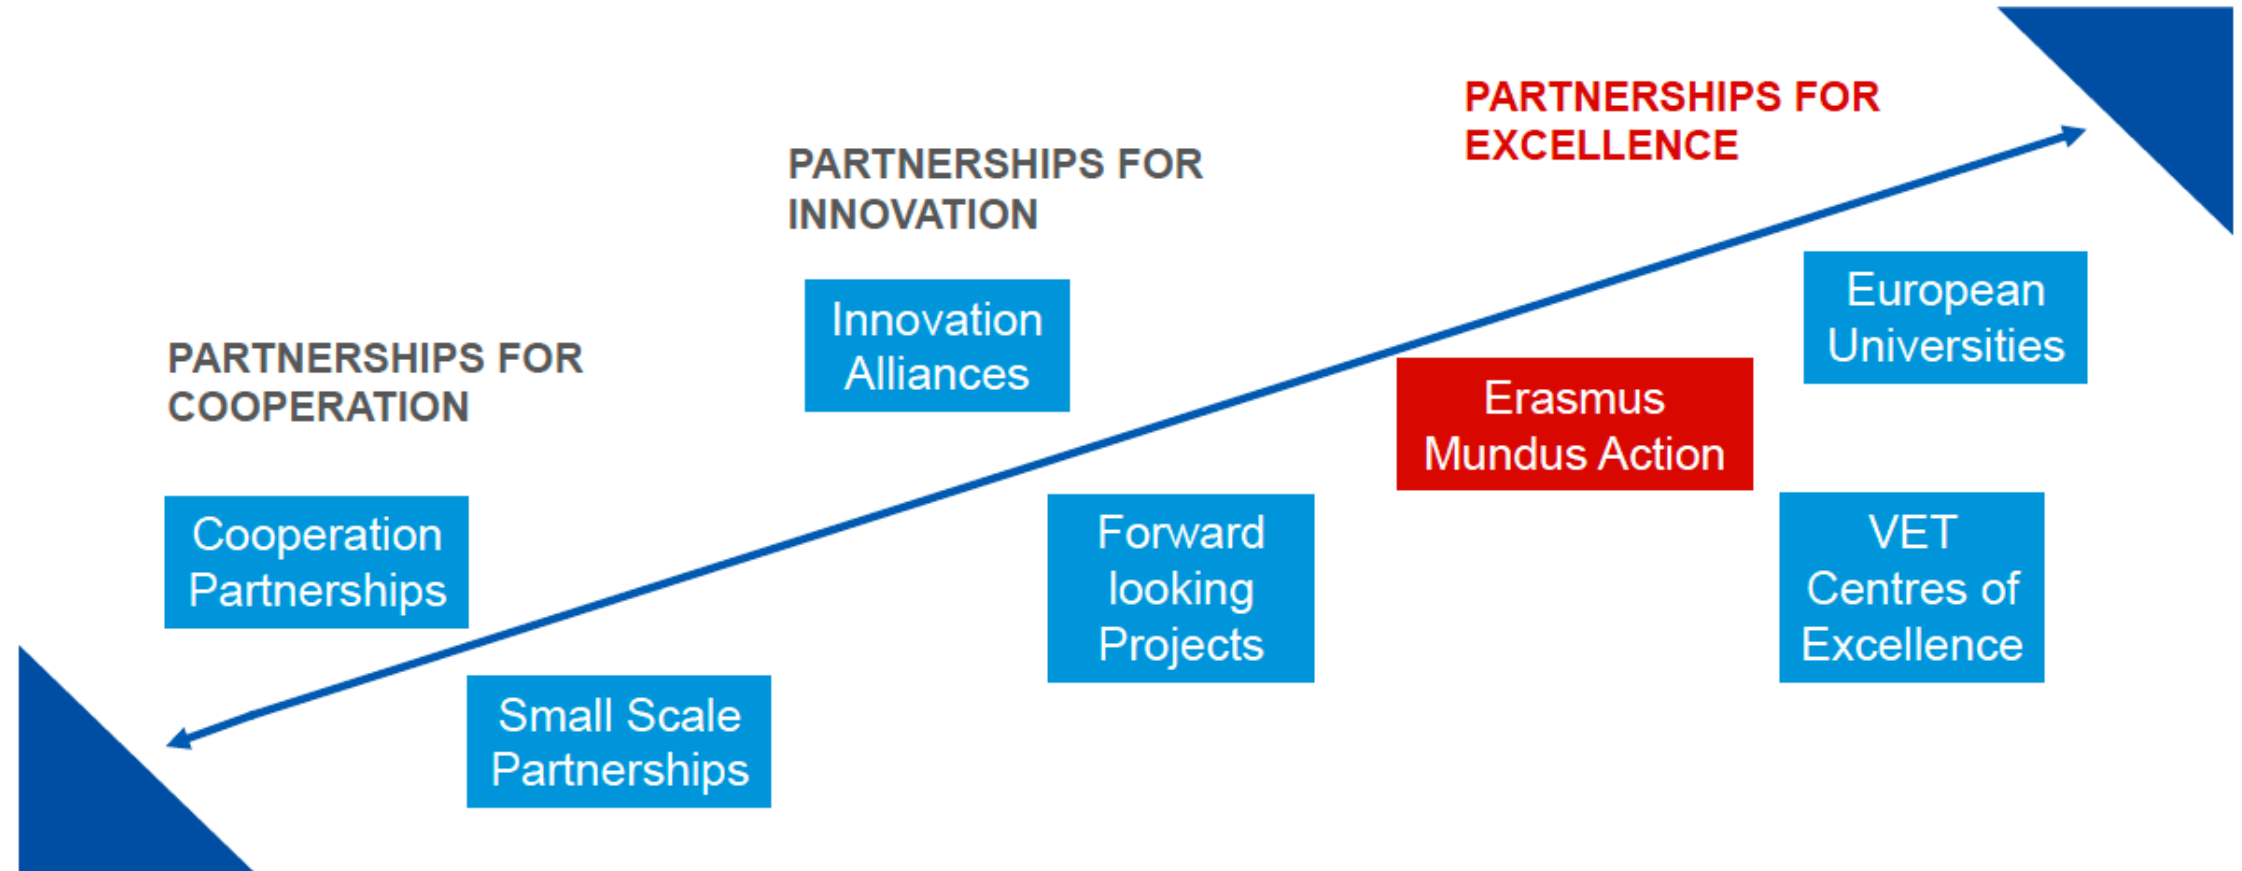 PARTNERSHIPS FOR
COOPERATION
Cooperation
Partnerships
Small Scale
Partnerships
PARTNERSHIPS FOR
INNOVATION
Innovation
Alliances
Forward
looking
Projects
PARTNERSHIPS FOR
EXCELLENCE
Erasmus
Mundus Action
European
Universities
VET
Centres of
Excellence